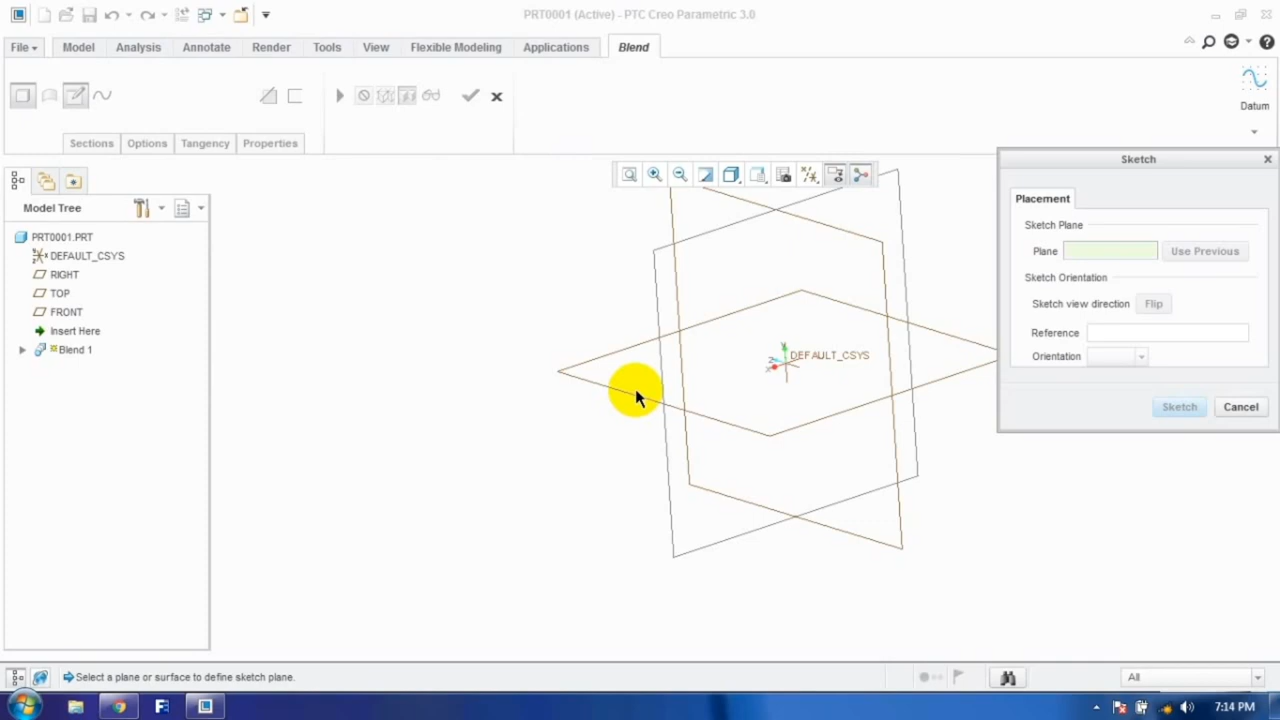 PRT0001 (Active) - PTC Creo Parametric 3.0
File Model Analysis Annotate Render Tools View Flexible Modeling Applications Blend
Datum
Sections Options Tangency Properties
Model Tree
PRT0001.PRT
DEFAULT_CSYS
RIGHT
TOP
FRONT
Insert Here
Blend 1
Y
Z
X
DEFAULT_CSYS
Sketch
Placement
Sketch Plane
Plane Use Previous
Sketch Orientation
Sketch view direction Flip
Reference
Orientation
Sketch Cancel
Select a plane or surface to define sketch plane.
All
7:14 PM